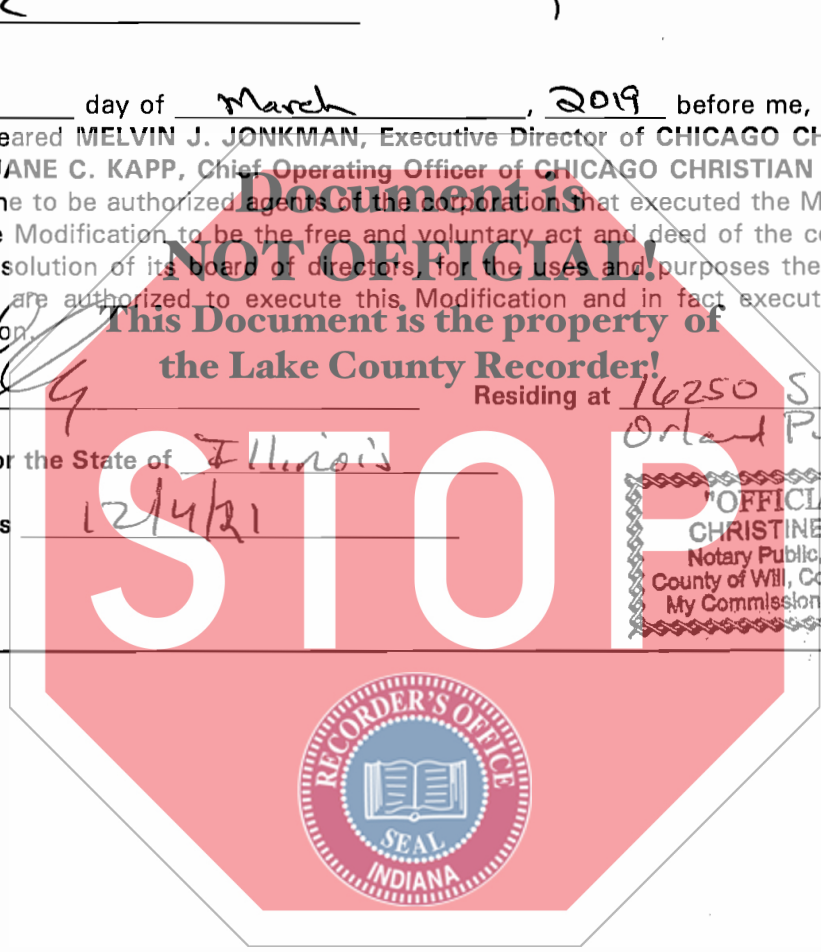 day of March, 2019 before me,
eared MELVIN J. JONKMAN, Executive Director of CHICAGO CH
ANE C. KAPP, Chief Operating Officer of CHICAGO CHRISTIAN
Document is
ne to be authorized agents of the corporation that executed the M
e Modification to be the free and voluntary act and deed of the co
NOT OFFICIAL!
solution of its board of directors, for the uses and purposes the
are authorized to execute this Modification and in fact execut
on.
This Document is the property of
the Lake County Recorder!
Residing at 16250 S
Orland P
or the State of Illinois
s 12/4/21
STOP
"OFFICIA
CHRISTINE
Notary Public,
County of Will, Co
My Commission
RECORDER'S OFFICE
SEAL
INDIANA